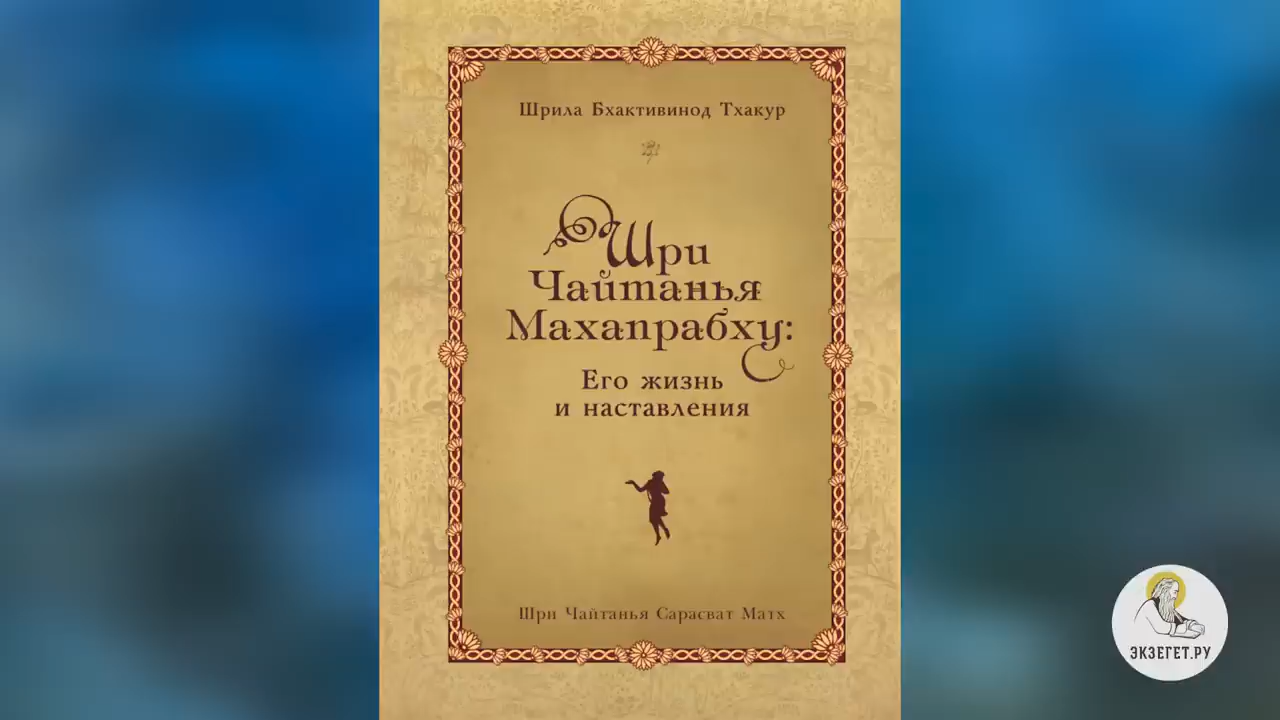 Шрила Бхактивинод Тхакур
Шри
Чайтанья
Махапрабху:
Его жизнь
и наставления
Шри Чайтанья Сарасват Матх
ЭКЗЕГЕТ.РУ